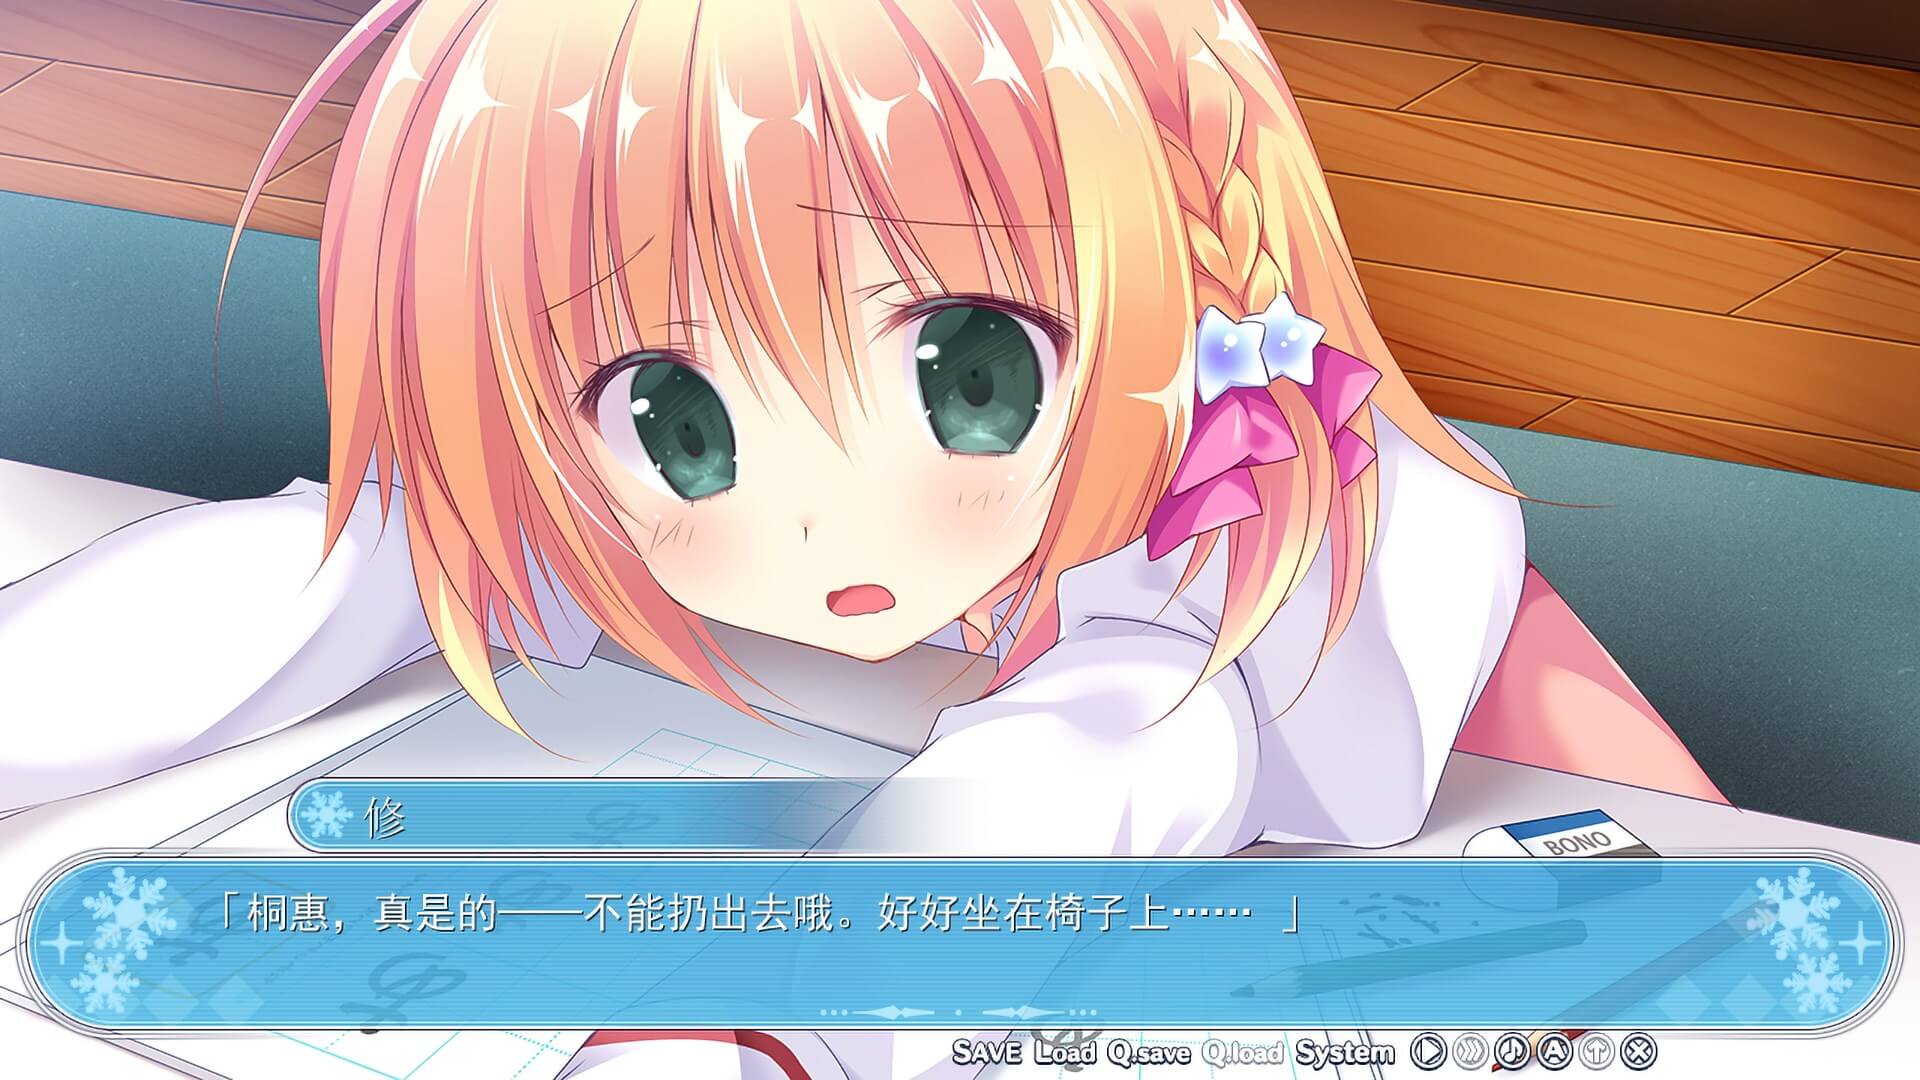 修
「桐惠，真是的——不能扔出去哦。好好坐在椅子上…… 」
BONO
SAVE Load Q.save Q.load System